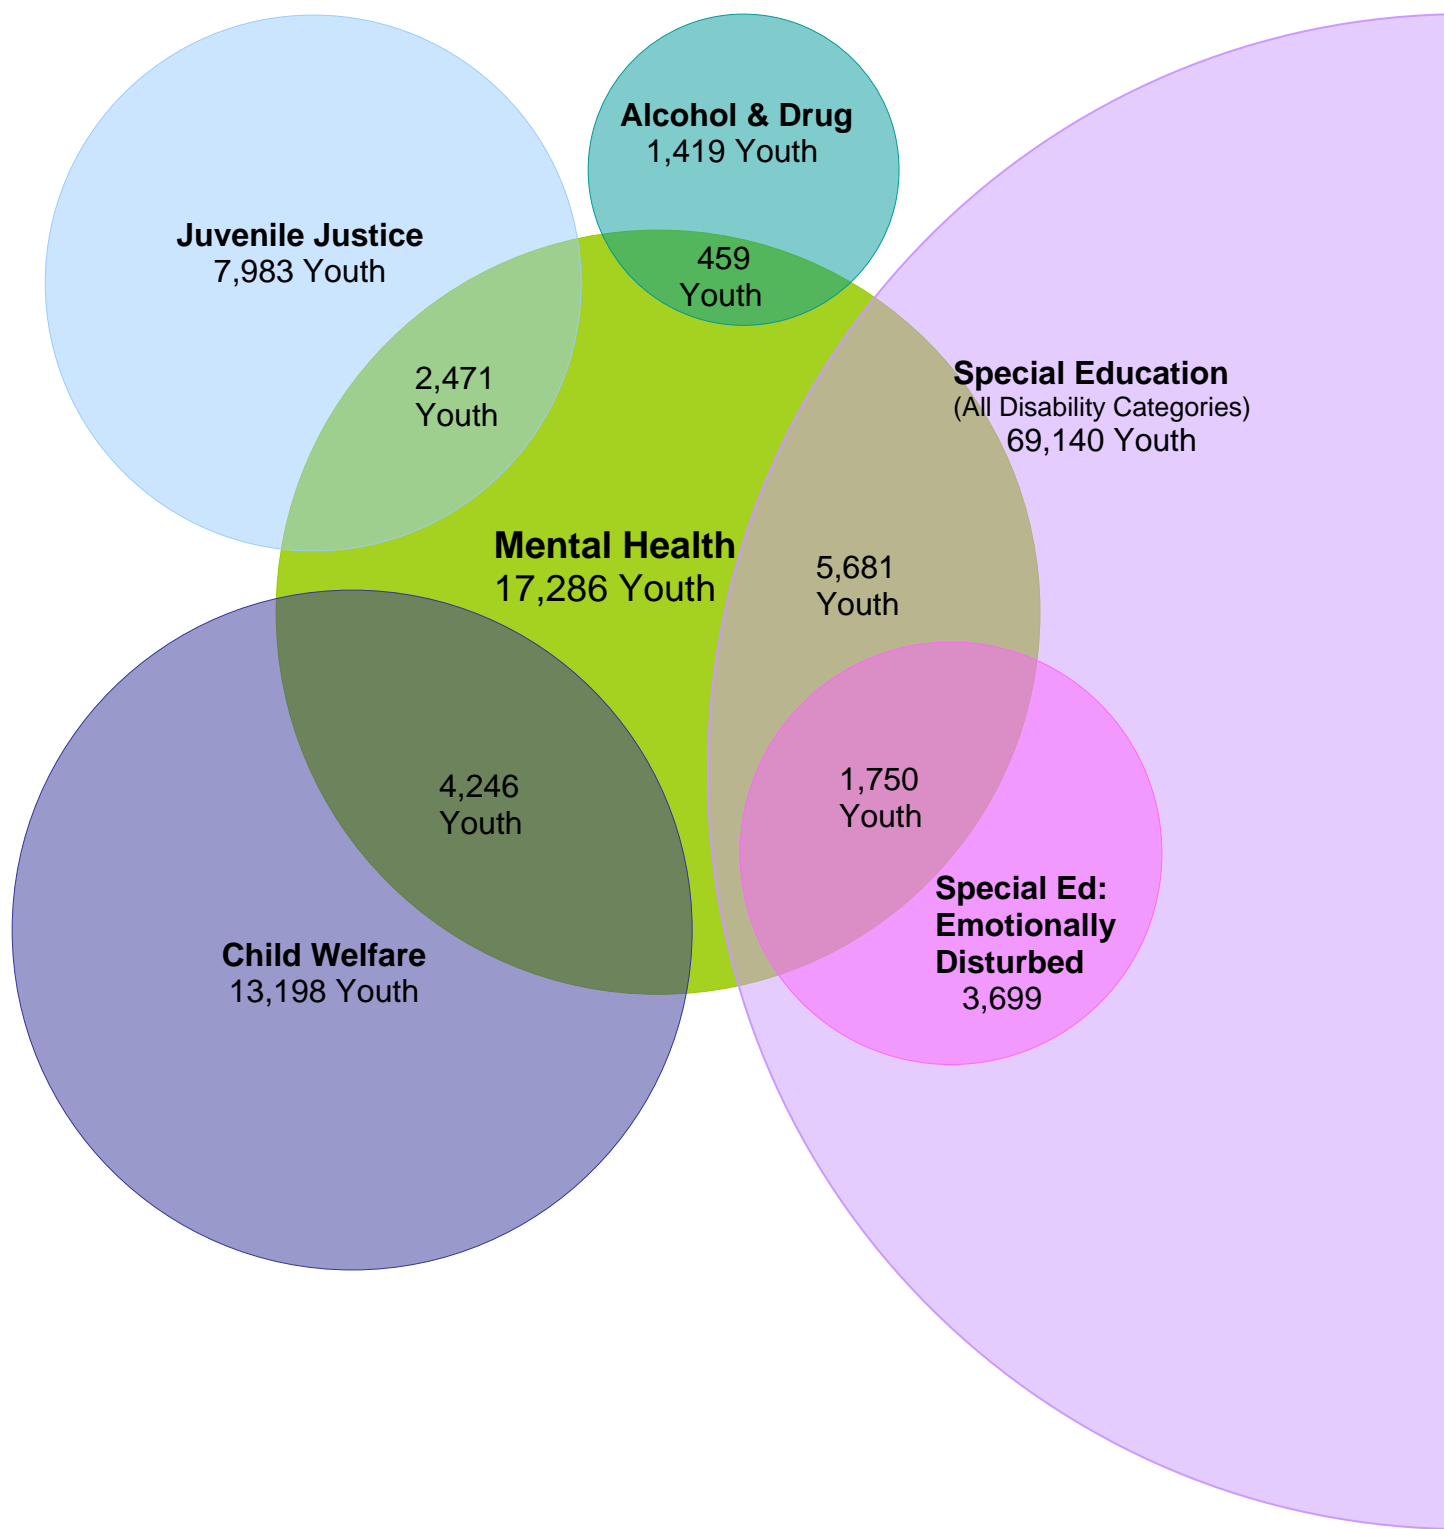 Alcohol & Drug
1,419 Youth
Juvenile Justice
7,983 Youth
459
Youth
2,471
Youth
Special Education
(All Disability Categories)
69,140 Youth
Mental Health
17,286 Youth
5,681
Youth
4,246
Youth
1,750
Youth
Special Ed:
Emotionally
Disturbed
3,699
Child Welfare
13,198 Youth